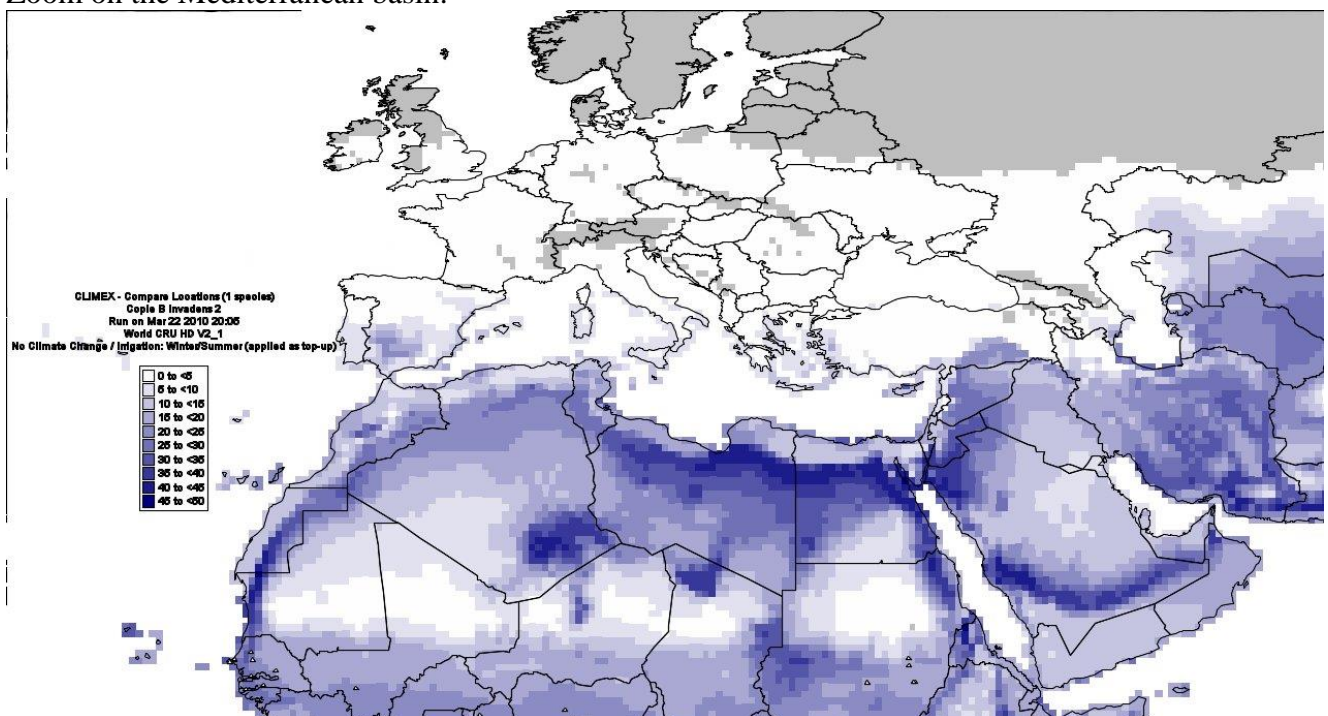 Zoom on the Mediterranean basin.
CLIMEX - Compare Locations (1 species)
Copie B Invadens 2
Run on Mar 22 2010 20:05
World CRU HD V2_1
No Climate Change / Irrigation: Winter/Summer (applied as top-up)
0 to <5
5 to <10
10 to <15
15 to <20
20 to <25
25 to <30
30 to <35
35 to <40
40 to <45
45 to <50